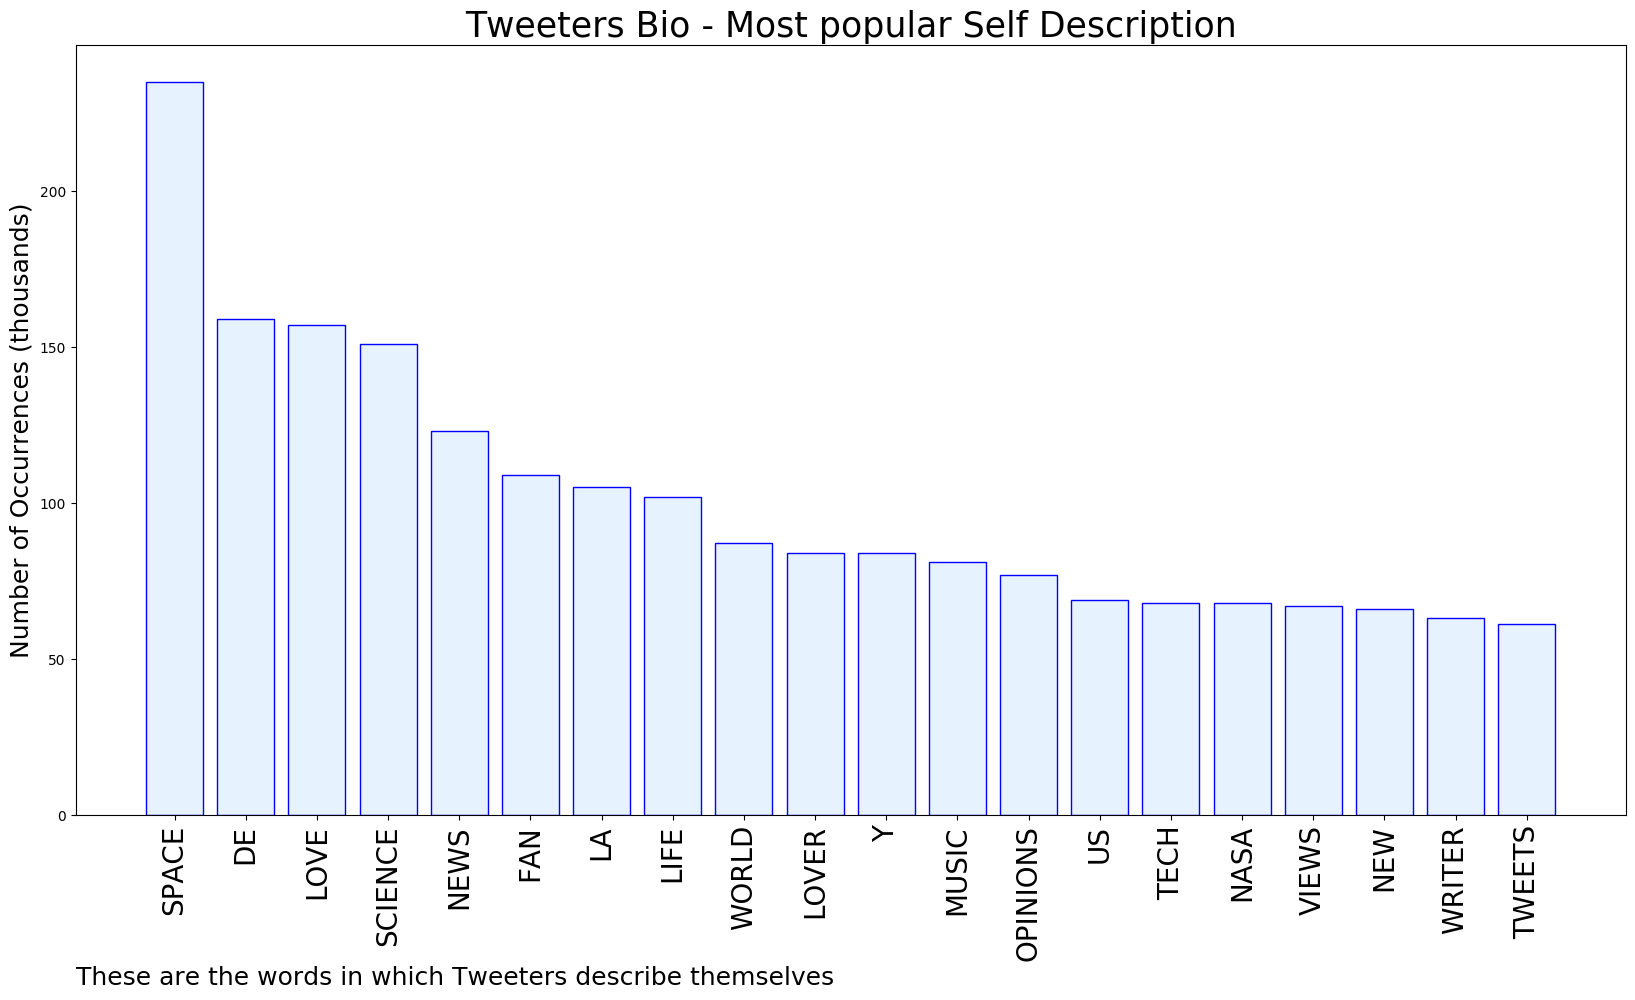 Tweeters Bio - Most popular Self Description
Number of Occurrences (thousands)
200
150
100
50
0
SPACE
DE
LOVE
SCIENCE
NEWS
FAN
LA
LIFE
WORLD
LOVER
Y
MUSIC
OPINIONS
US
TECH
NASA
VIEWS
NEW
WRITER
TWEETS
These are the words in which Tweeters describe themselves